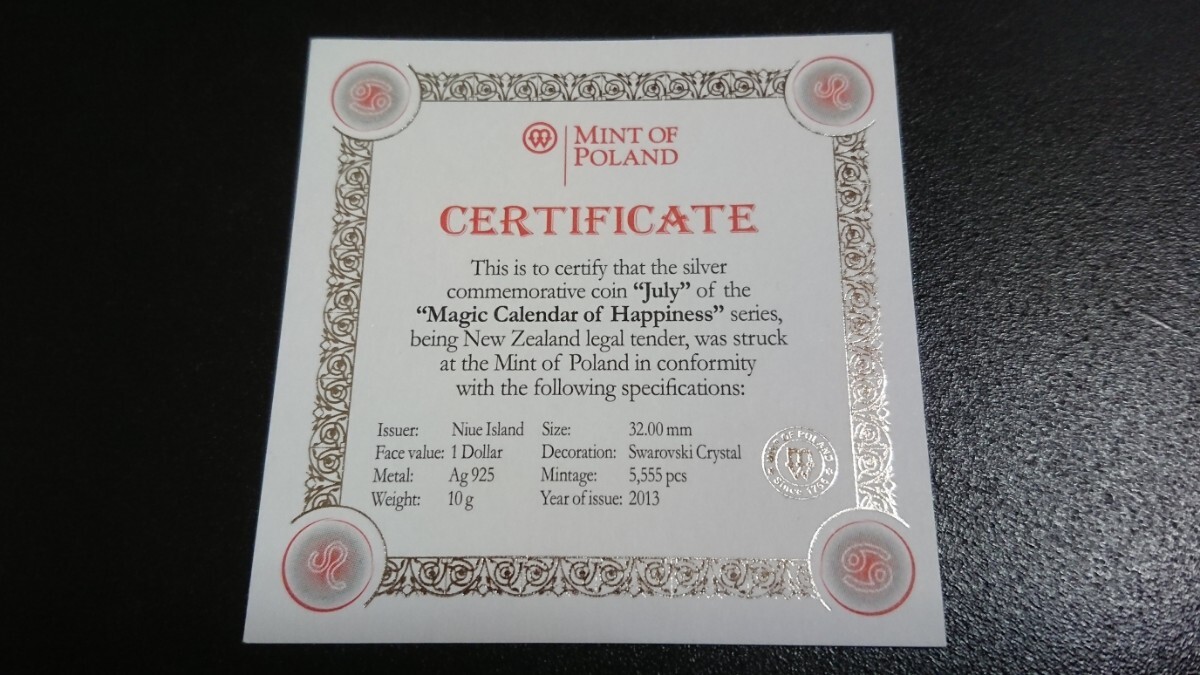 MINT OF
POLAND
CERTIFICATE
This is to certify that the silver
commemorative coin “July” of the
“Magic Calendar of Happiness” series,
being New Zealand legal tender, was struck
at the Mint of Poland in conformity
with the following specifications:
Issuer: Niue Island Size: 32.00 mm
Face value: 1 Dollar Decoration: Swarovski Crystal
Metal: Ag 925 Mintage: 5,555 pcs
Weight: 10 g Year of issue: 2013
MINT OF POLAND
SINCE 1766